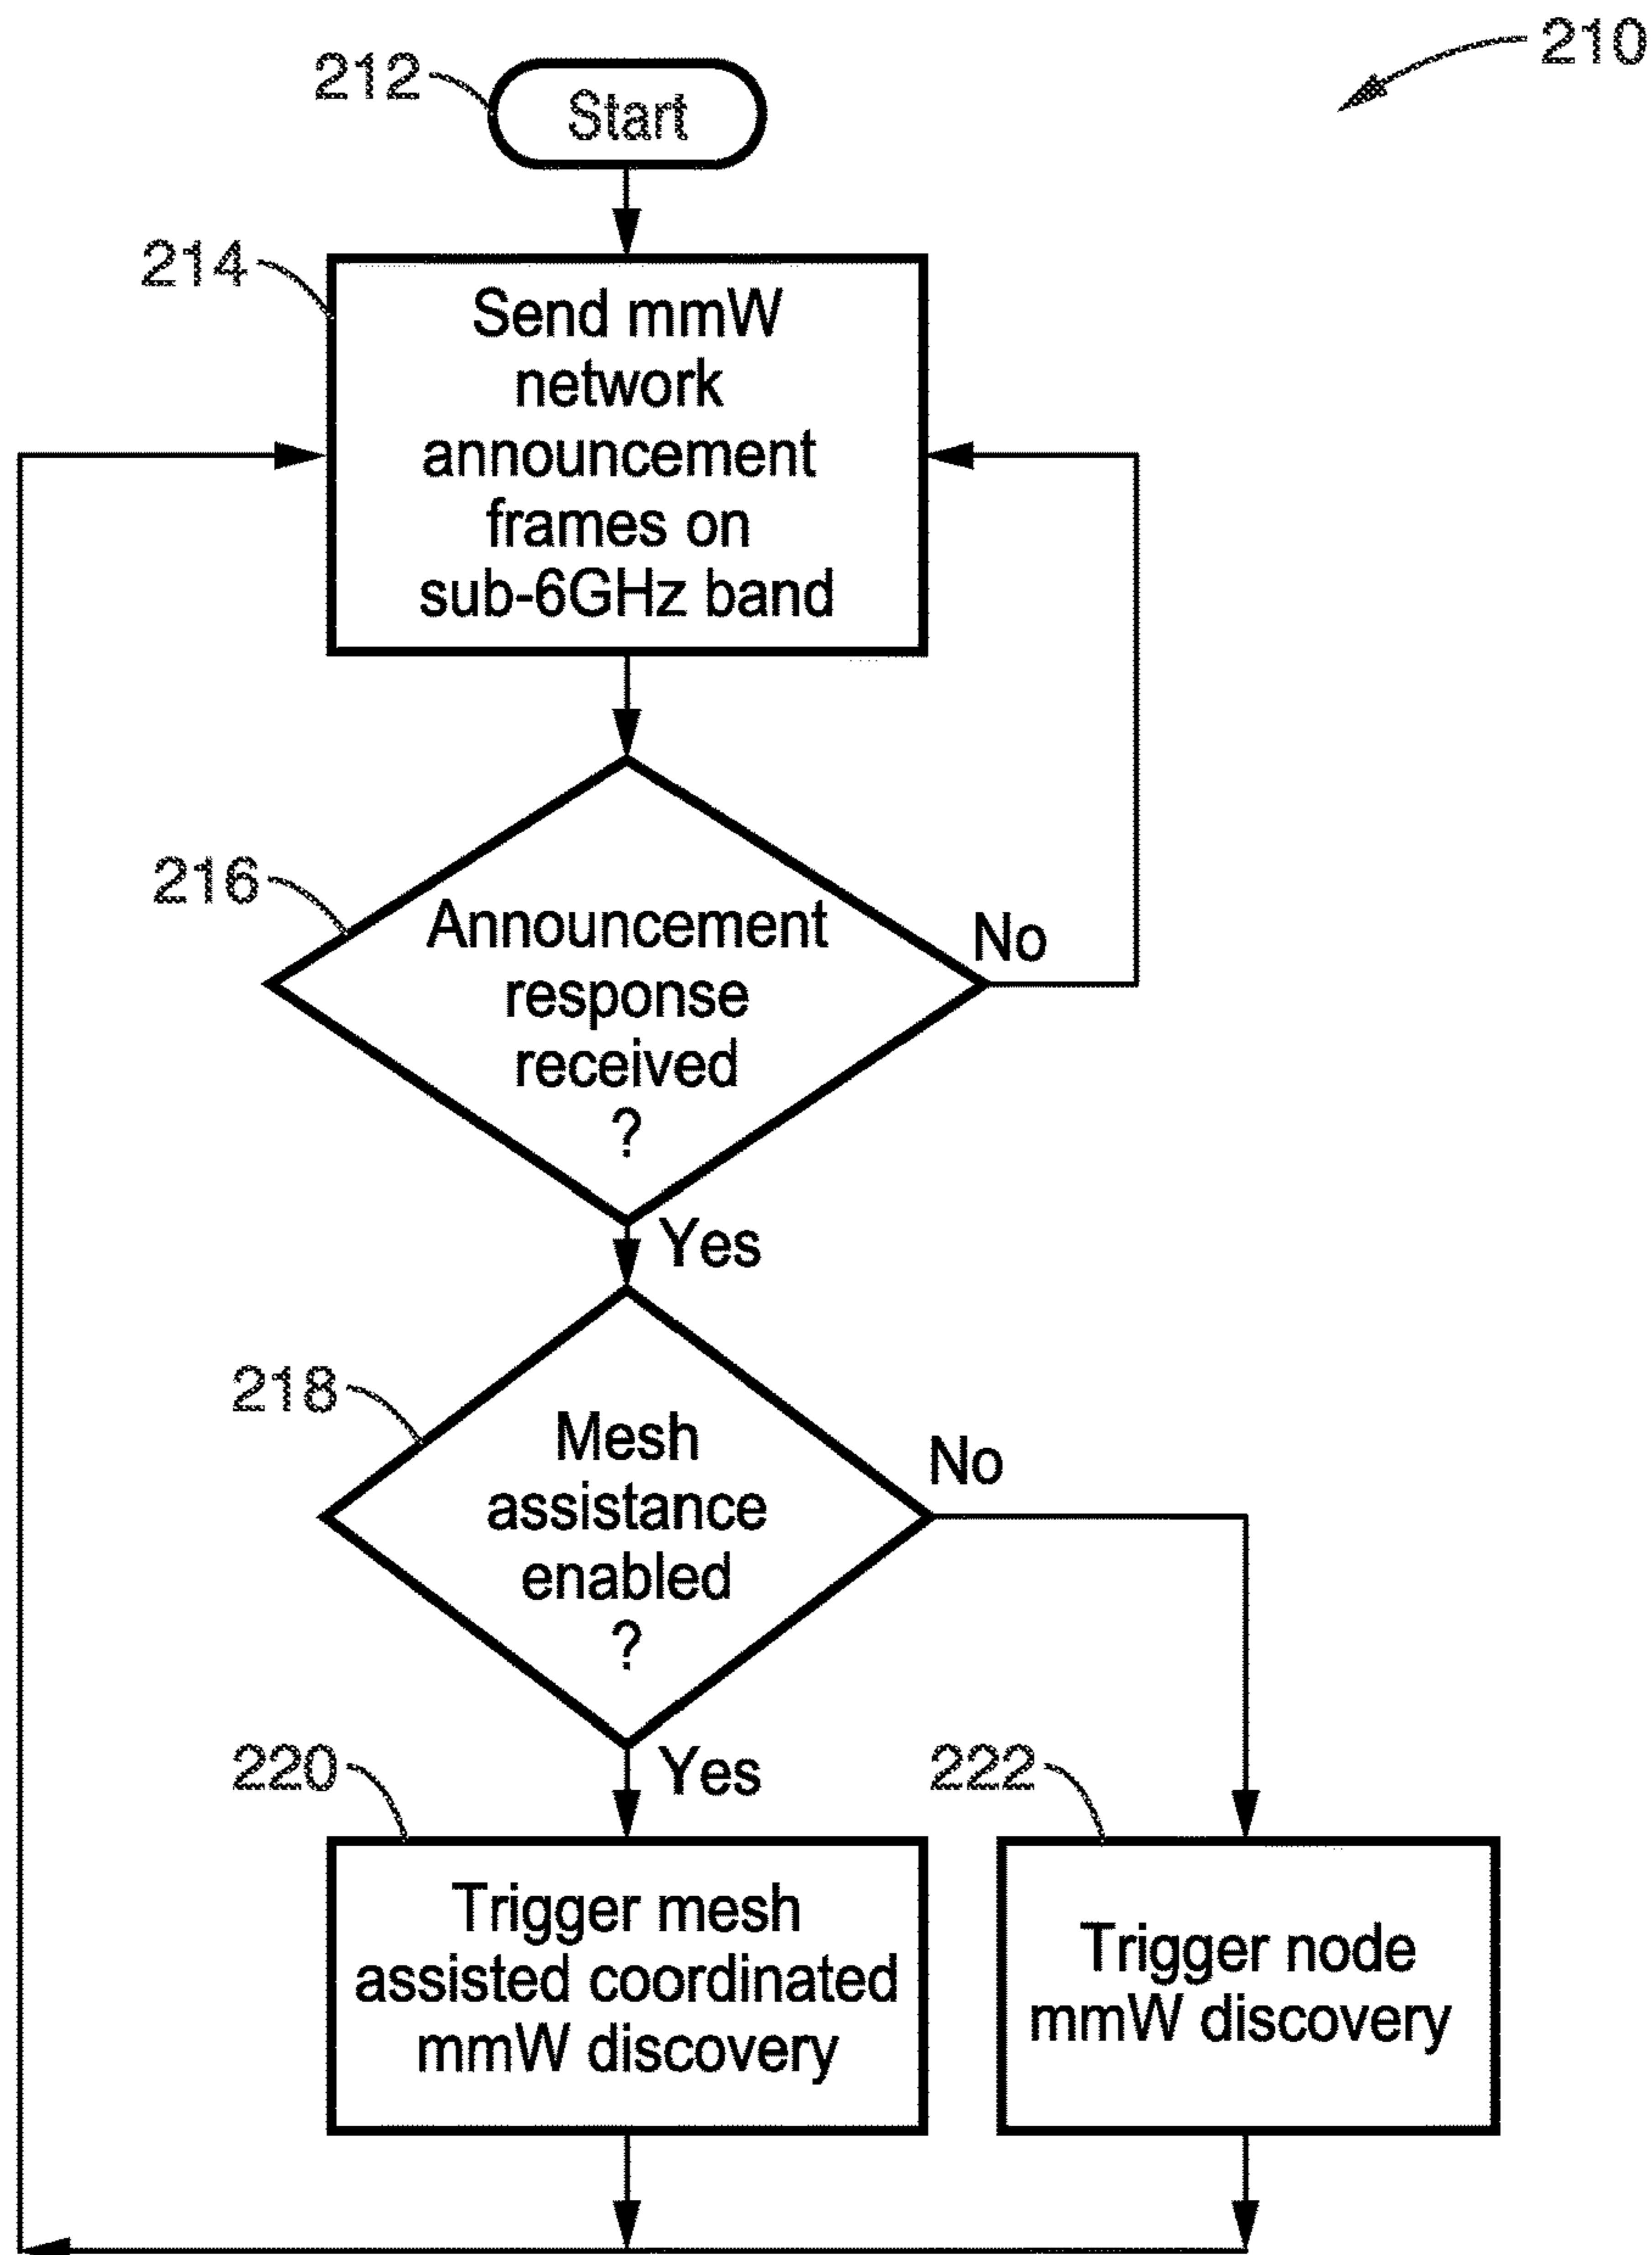 210
212
Start
214
Send mmW
network
announcement
frames on
sub-6GHz band
216
Announcement
response
received
?
No
Yes
218
Mesh
assistance
enabled
?
No
Yes
220
222
Trigger mesh
assisted coordinated
mmW discovery
Trigger node
mmW discovery